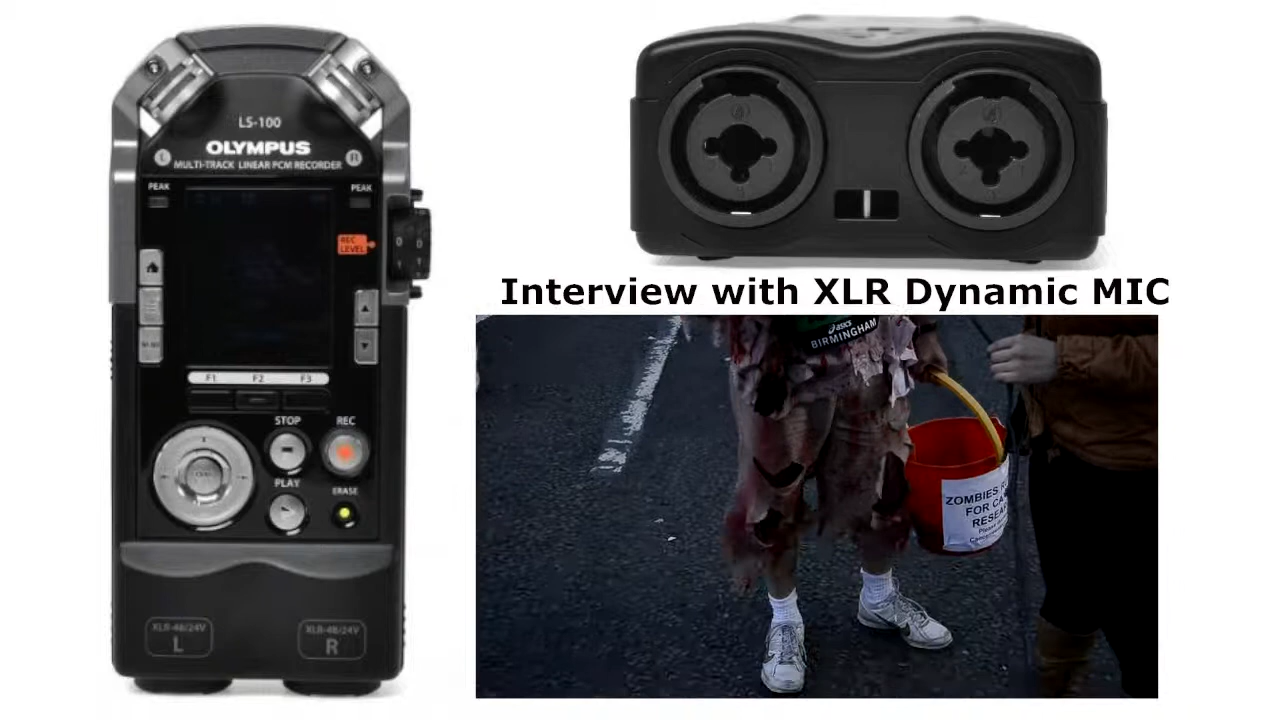 LS-100
OLYMPUS
L
R
MULTI-TRACK LINEAR PCM RECORDER
PEAK
PEAK
REC
LEVEL
F1 F2 F3
STOP
REC
PLAY
ERASE
XLR-48/24V
L
XLR-48/24V
R
Interview with XLR Dynamic MIC
asics
BIRMINGHAM
ZOMBIES
FOR